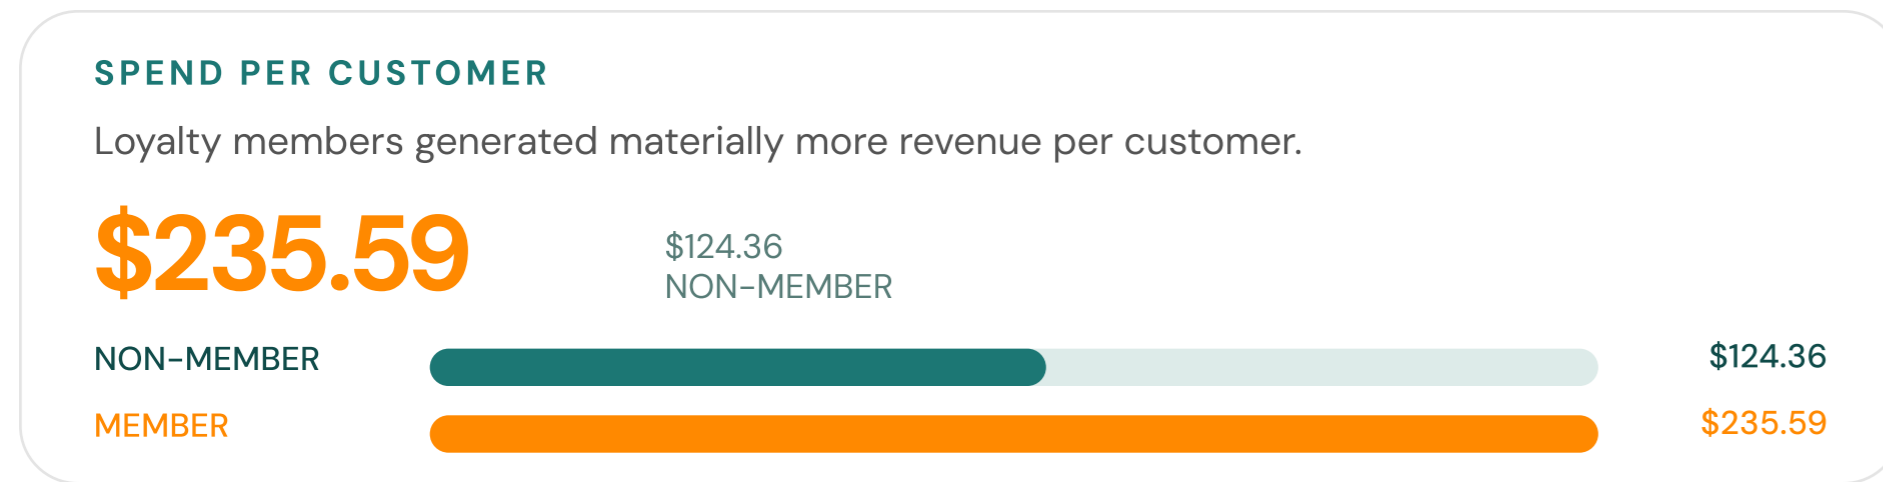 SPEND PER CUSTOMER
Loyalty members generated materially more revenue per customer.
$235.59
$124.36
NON-MEMBER
NON-MEMBER $124.36
MEMBER $235.59